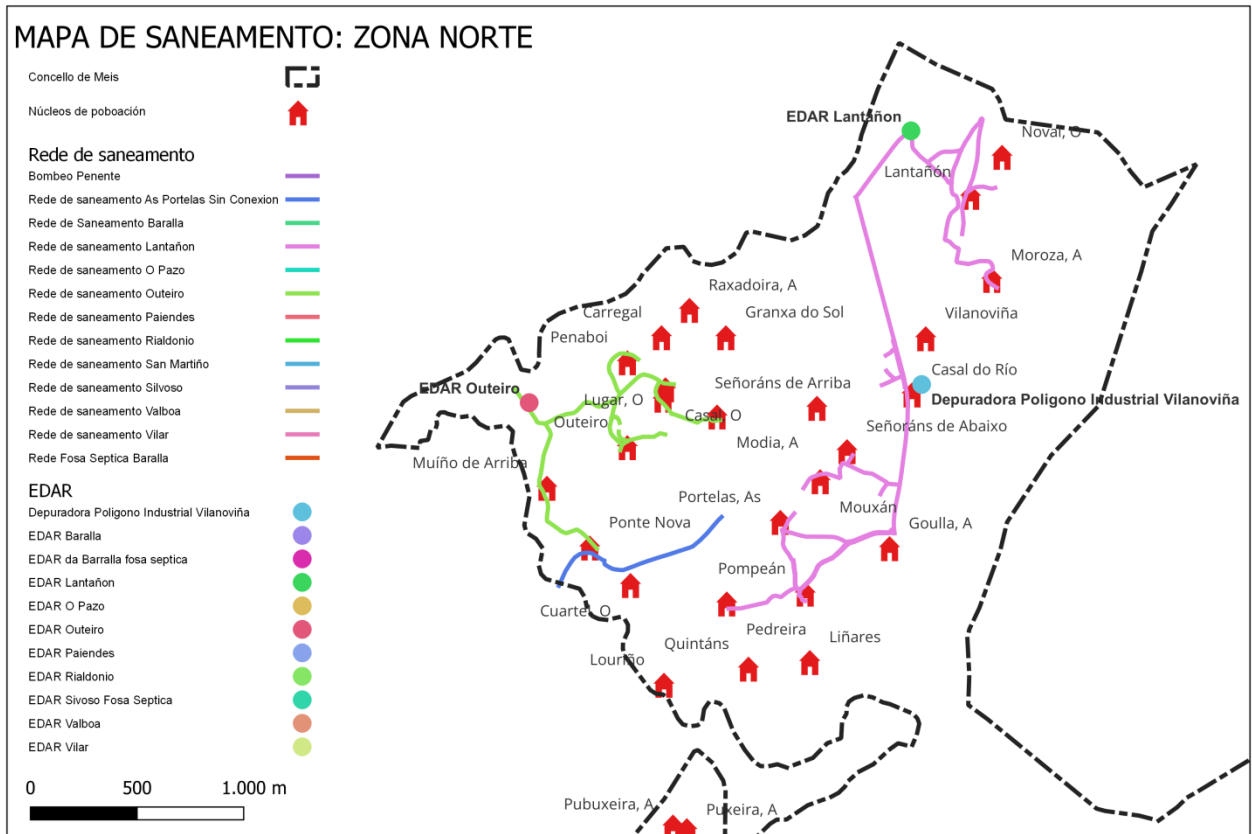 MAPA DE SANEAMENTO: ZONA NORTE
Concello de Meis
Núcleos de poboación
Rede de saneamento
Bombeo Penente
Rede de saneamento As Portelas Sin Conexion
Rede de Saneamento Baralla
Rede de saneamento Lantañon
Rede de saneamento O Pazo
Rede de saneamento Outeiro
Rede de saneamento Paiendes
Rede de saneamento Rialdonio
Rede de saneamento San Martiño
Rede de saneamento Silvoso
Rede de saneamento Valboa
Rede de saneamento Vilar
Rede Fosa Septica Baralla
EDAR
Depuradora Poligono Industrial Vilanoviña
EDAR Baralla
EDAR da Barralla fosa septica
EDAR Lantañon
EDAR O Pazo
EDAR Outeiro
EDAR Paiendes
EDAR Rialdonio
EDAR Sivoso Fosa Septica
EDAR Valboa
EDAR Vilar
0 500 1.000 m
EDAR Lantañon
Noval, O
Lantañón
Moroza, A
Raxadoira, A
Carregal
Granxa do Sol
Vilanoviña
Penaboi
Casal do Río
EDAR Outeiro
Señoráns de Arriba
Lugar, O
Depuradora Poligono Industrial Vilanoviña
Outeiro
Casal, O
Señoráns de Abaixo
Modia, A
Muíño de Arriba
Portelas, As
Mouxán
Ponte Nova
Goulla, A
Pompeán
Cuartel, O
Pedreira
Quintáns
Liñares
Louriño
Pubuxeira, A
Puxeira, A